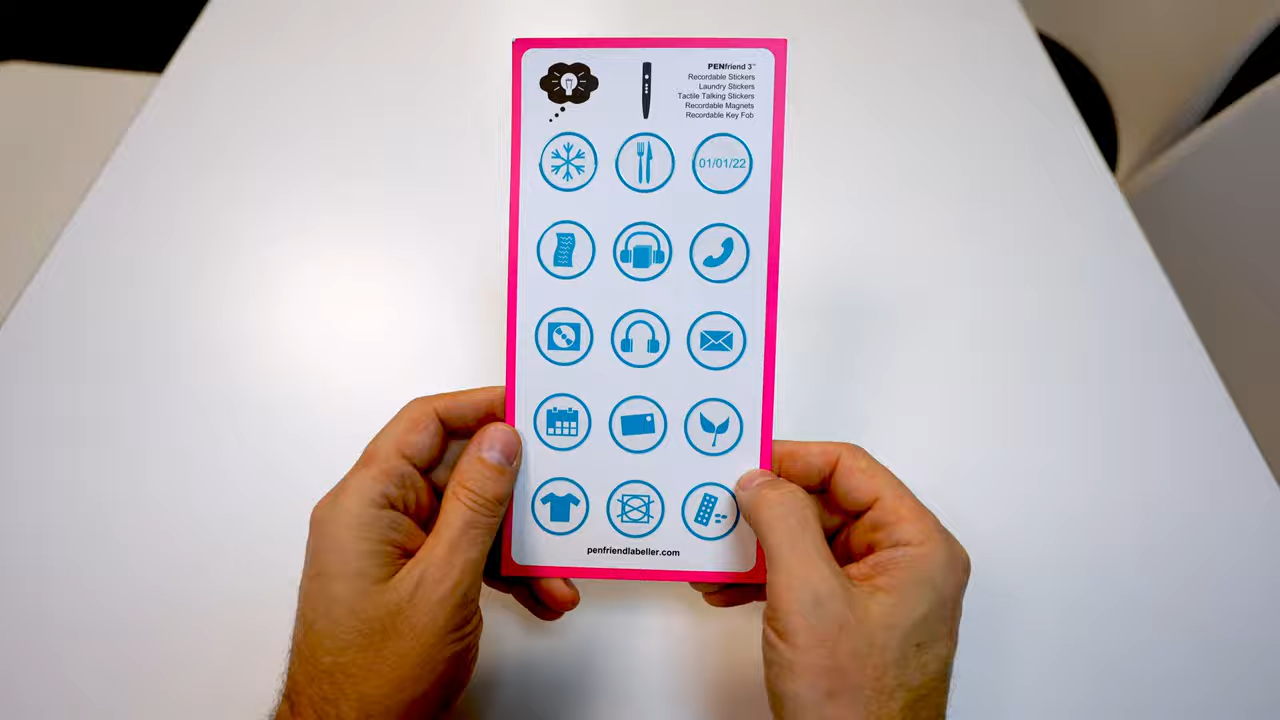 PENfriend 3™
Recordable Stickers
Laundry Stickers
Tactile Talking Stickers
Recordable Magnets
Recordable Key Fob
01/01/22
penfriendlabeller.com